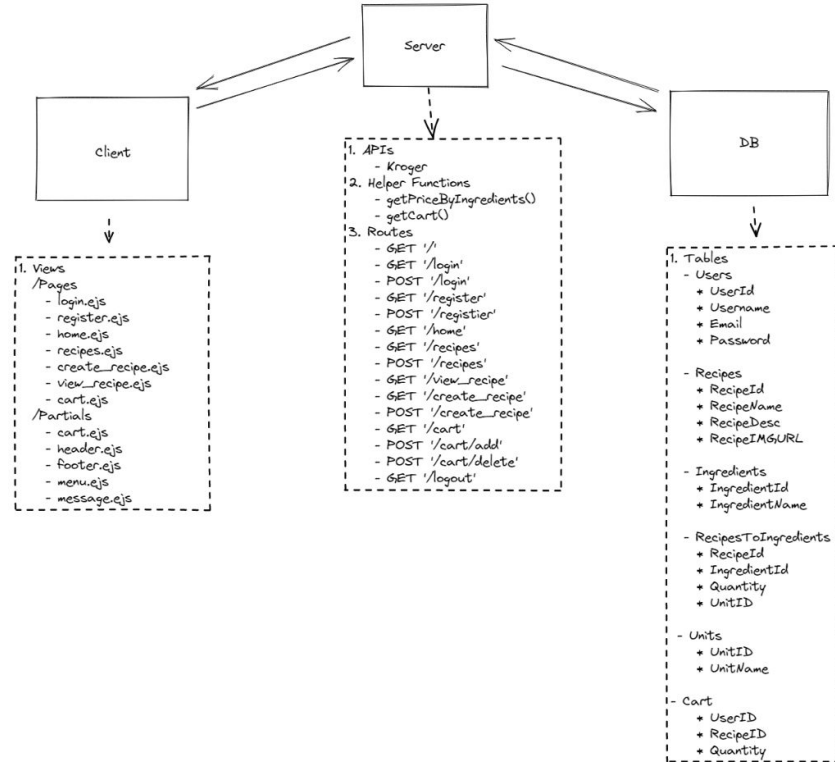 Server
Client
DB
1. APIs
- Kroger
2. Helper Functions
- getPriceByIngredients()
- getCart()
3. Routes
- GET '/'
- GET '/login'
- POST '/login'
- GET '/register'
- POST '/registier'
- GET '/home'
- GET '/recipes'
- POST '/recipes'
- GET '/view_recipe'
- GET '/create_recipe'
- POST '/create_recipe'
- GET '/cart'
- POST '/cart/add'
- POST '/cart/delete'
- GET '/logout'
1. Views
/Pages
- login.ejs
- register.ejs
- home.ejs
- recipes.ejs
- create_recipe.ejs
- view_recipe.ejs
- cart.ejs
/Partials
- cart.ejs
- header.ejs
- footer.ejs
- menu.ejs
- message.ejs
1. Tables
- Users
* UserId
* Username
* Email
* Password
- Recipes
* RecipeId
* RecipeName
* RecipeDesc
* RecipeIMGURL
- Ingredients
* IngredientId
* IngredientName
- RecipesToIngredients
* RecipeId
* IngredientId
* Quantity
* UnitID
- Units
* UnitID
* UnitName
- Cart
* UserID
* RecipeID
* Quantity